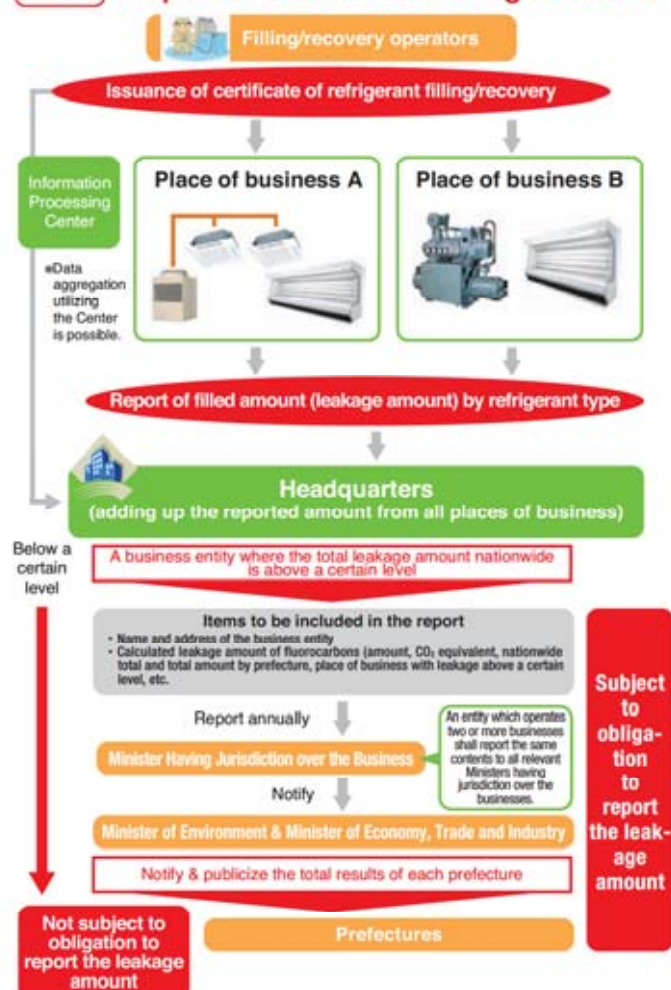 Filling/recovery operators
Issuance of certificate of refrigerant filling/recovery
Information
Processing
Center
※Data
aggregation
utilizing
the Center
is possible.
Place of business A
Place of business B
Report of filled amount (leakage amount) by refrigerant type
Headquarters
(adding up the reported amount from all places of business)
Below a
certain
level
A business entity where the total leakage amount nationwide
is above a certain level
Items to be included in the report
・ Name and address of the business entity
・ Calculated leakage amount of fluorocarbons (amount, CO₂ equivalent, nationwide
total and total amount by prefecture, place of business with leakage above a certain
level, etc.
Report annually
An entity which operates
two or more businesses
shall report the same
contents to all relevant
Ministers having
jurisdiction over the
businesses.
Minister Having Jurisdiction over the Business
Notify
Minister of Environment & Minister of Economy, Trade and Industry
Notify & publicize the total results of each prefecture
Prefectures
Subject
to
obliga-
tion
to
report
the leak-
age
amount
Not subject to
obligation to
report the leakage
amount